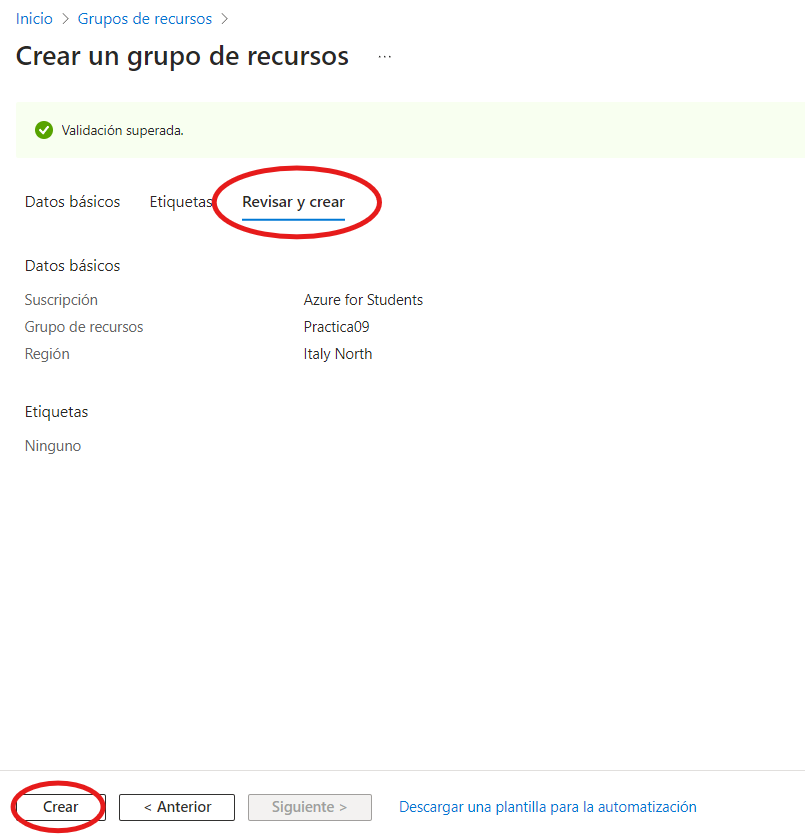 Inicio > Grupos de recursos >
Crear un grupo de recursos ...
Validación superada.
Datos básicos Etiquetas Revisar y crear
Datos básicos
Suscripción Azure for Students
Grupo de recursos Practica09
Región Italy North
Etiquetas
Ninguno
Crear < Anterior Siguiente > Descargar una plantilla para la automatización